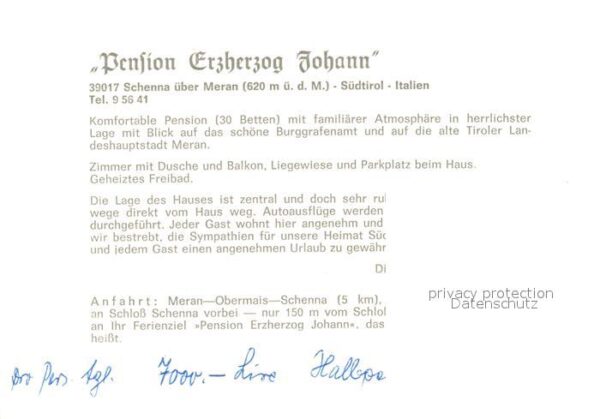 „Pension Erzherzog Johann"
39017 Schenna über Meran (620 m ü. d. M.) - Südtirol - Italien
Tel. 9 56 41
Komfortable Pension (30 Betten) mit familiärer Atmosphäre in herrlichster
Lage mit Blick auf das schöne Burggrafenamt und auf die alte Tiroler Lan-
deshauptstadt Meran.
Zimmer mit Dusche und Balkon, Liegewiese und Parkplatz beim Haus.
Geheiztes Freibad.
Die Lage des Hauses ist zentral und doch sehr ru
wege direkt vom Haus weg. Autoausflüge werden
durchgeführt. Jeder Gast wohnt hier angenehm und
wir bestrebt, die Sympathien für unsere Heimat Süd
und jedem Gast einen angenehmen Urlaub zu gewähr
Di
privacy protection
Datenschutz
Anfahrt: Meran—Obermais—Schenna (5 km),
an Schloß Schenna vorbei — nur 150 m vom Schloß
an Ihr Ferienziel »Pension Erzherzog Johann«, das
heißt.
pro Pers. tgl. 7000.— Lire Halbpe